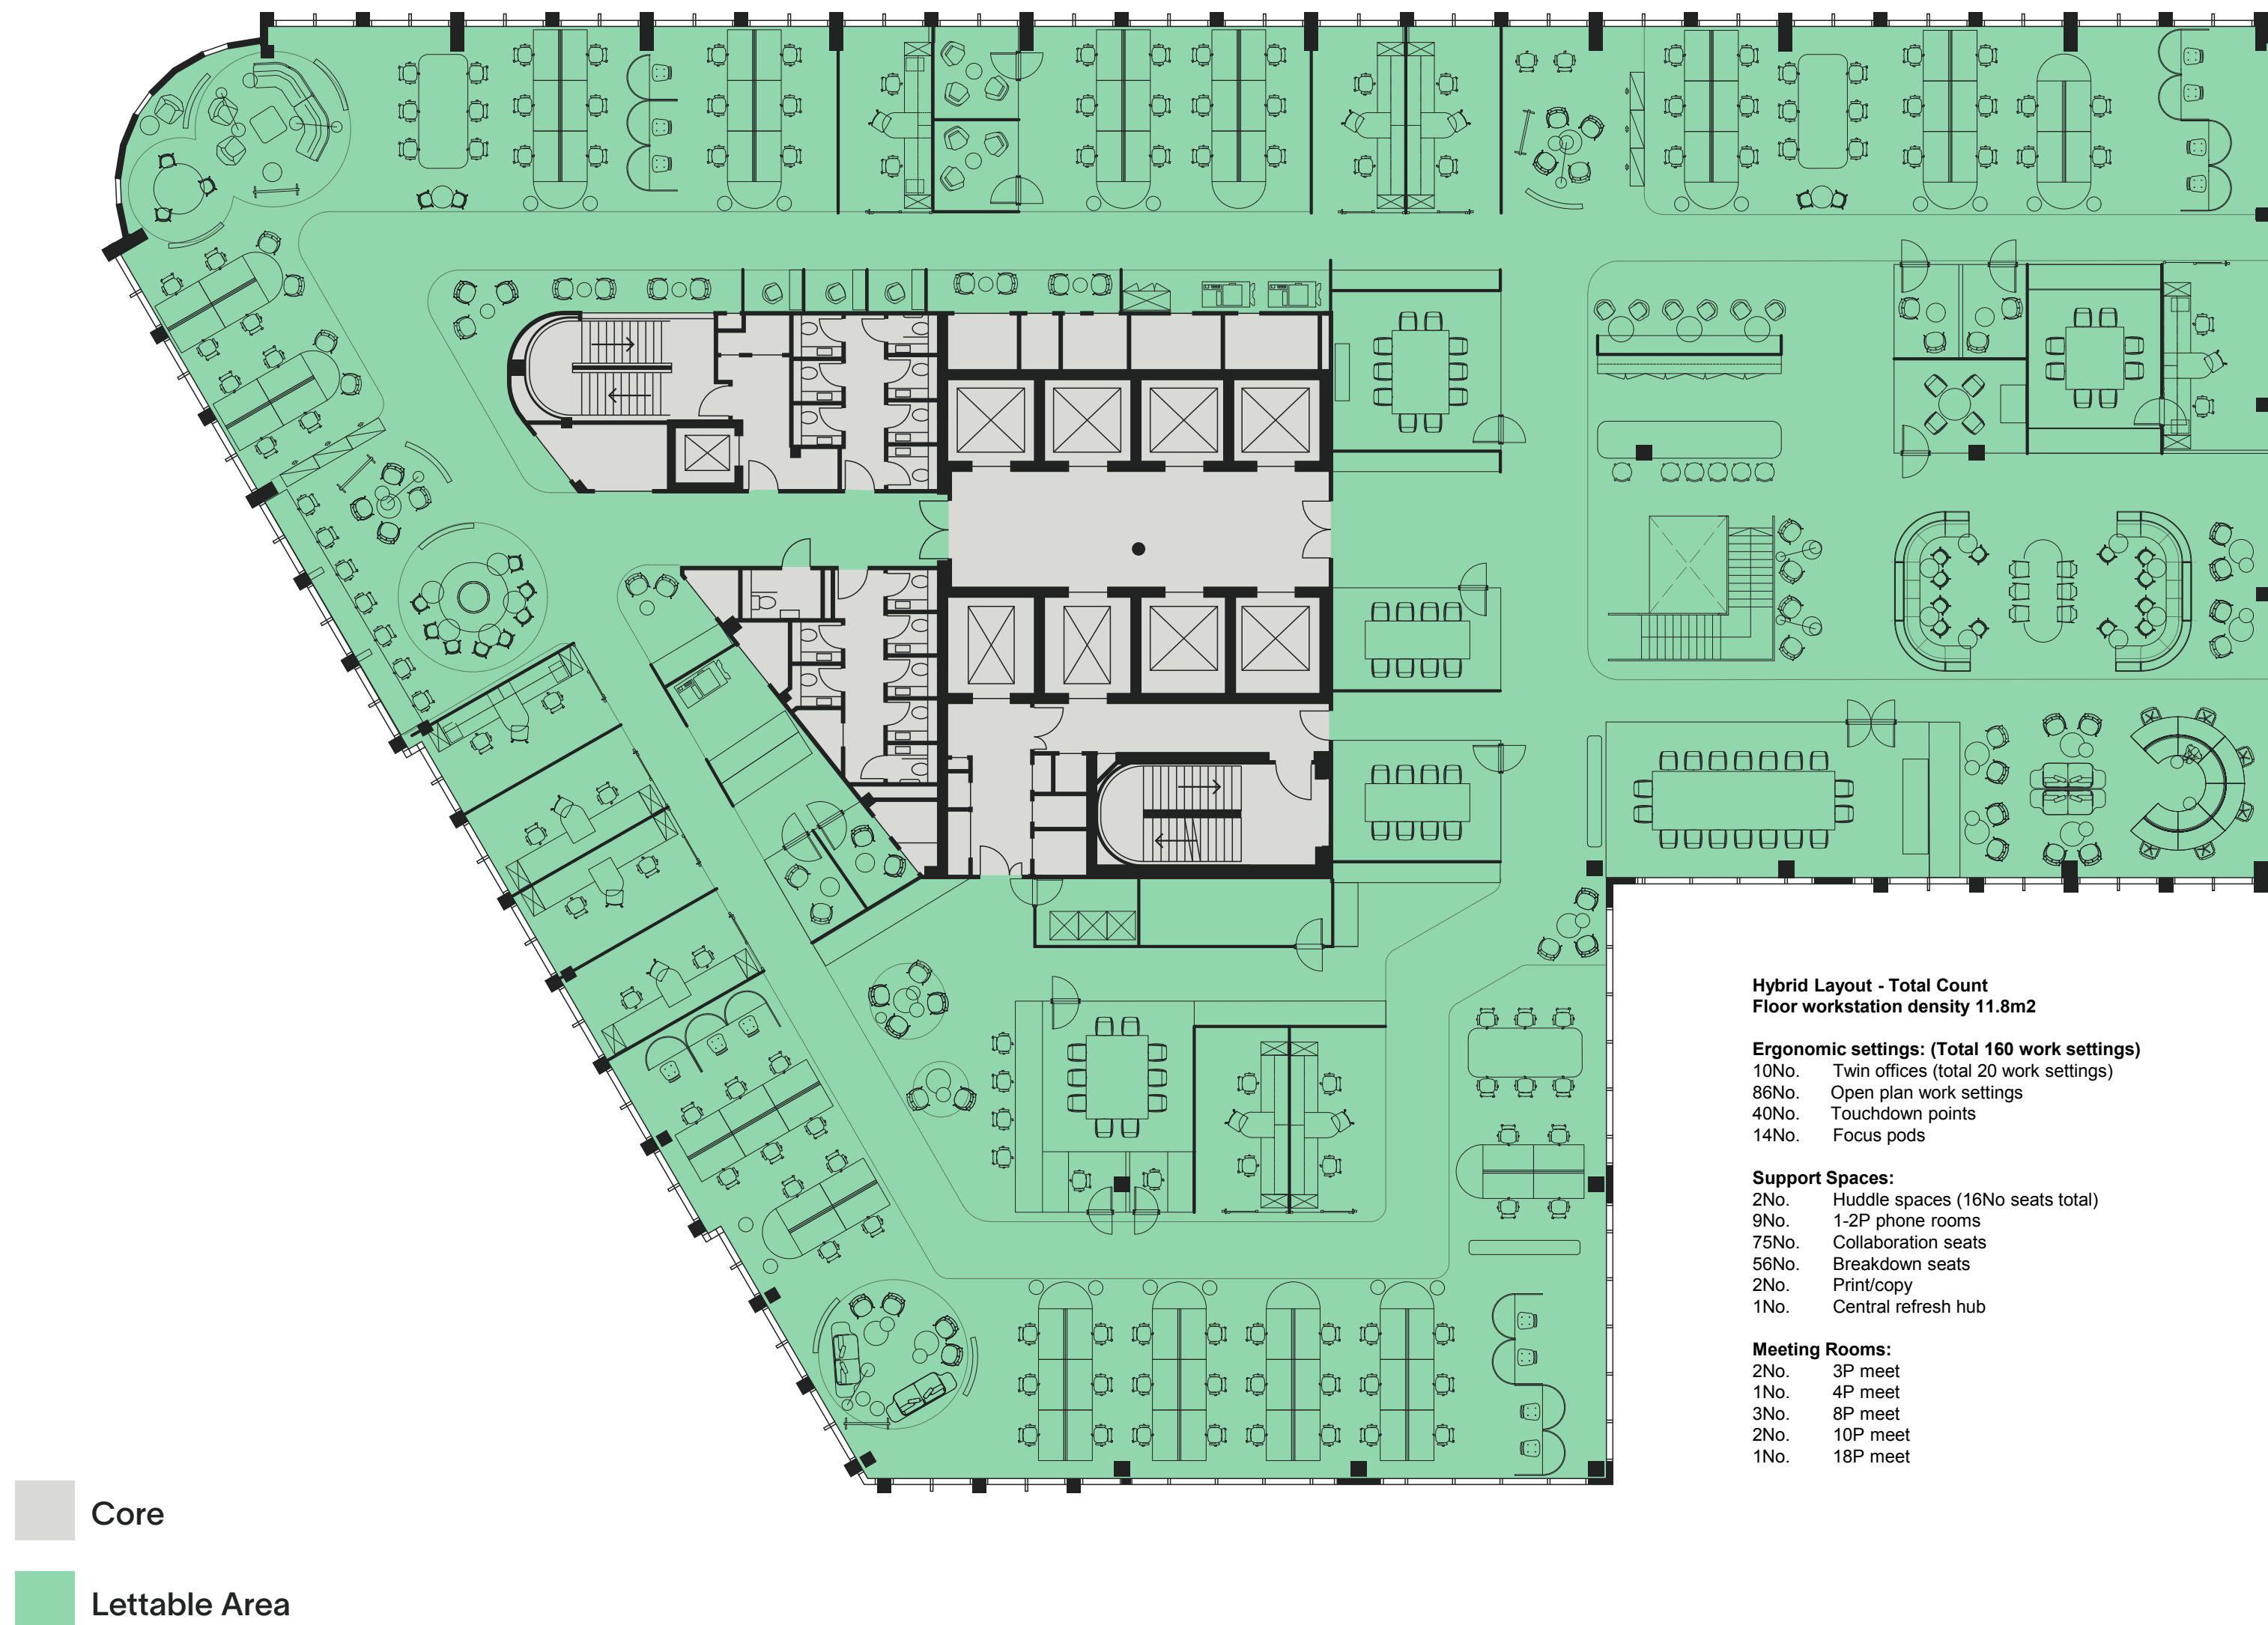 Hybrid Layout - Total Count
Floor workstation density 11.8m2
Ergonomic settings: (Total 160 work settings)
10No. Twin offices (total 20 work settings)
86No. Open plan work settings
40No. Touchdown points
14No. Focus pods
Support Spaces:
2No. Huddle spaces (16No seats total)
9No. 1-2P phone rooms
75No. Collaboration seats
56No. Breakdown seats
2No. Print/copy
1No. Central refresh hub
Meeting Rooms:
2No. 3P meet
1No. 4P meet
3No. 8P meet
2No. 10P meet
1No. 18P meet
Core
Lettable Area